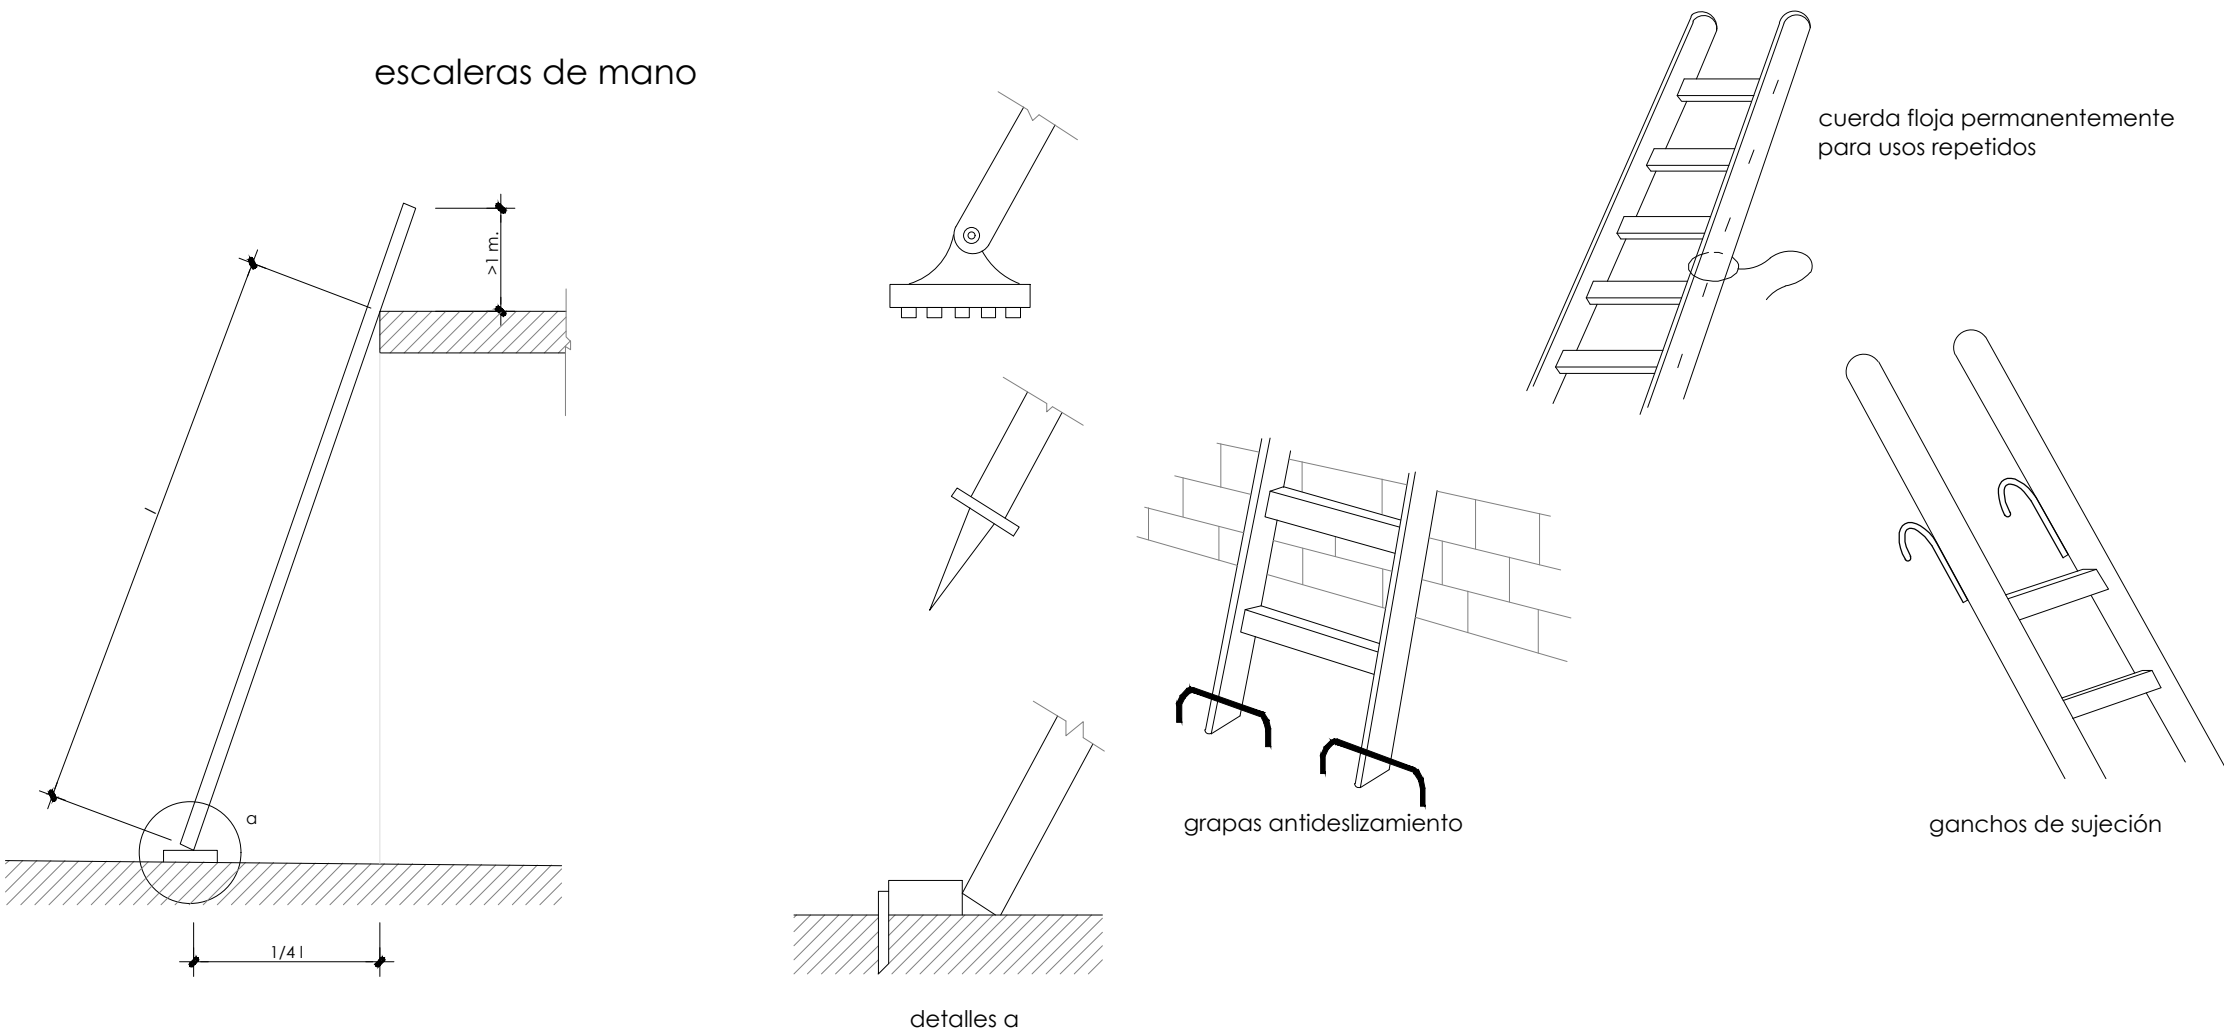 escaleras de mano
cuerda floja permanentemente
para usos repetidos
>1 m.
l
a
1/4 l
grapas antideslizamiento
ganchos de sujeción
detalles a